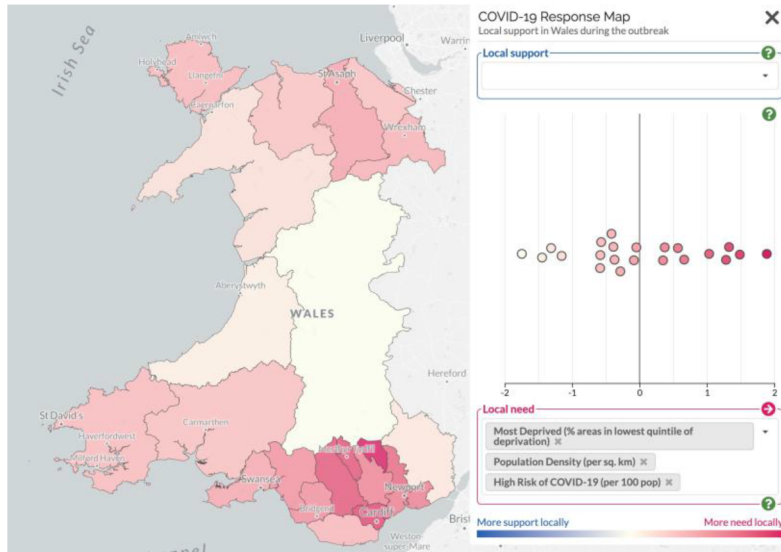 COVID-19 Response Map
Local support in Wales during the outbreak
Local support
Irish Sea
Amlwch
Holyhead
Llangefni
Caernarfon
St Asaph
Liverpool
Warrin
Chester
Wrexham
Aberystwyth
WALES
Hereford
St David's
Haverfordwest
Milford Haven
Carmarthen
Swansea
Merthyr Tydfil
Bridgend
Newport
Cardiff
Brist
Weston-
super-Mare
-2 -1 0 1 2
Local need
Most Deprived (% areas in lowest quintile of
deprivation)
Population Density (per sq. km)
High Risk of COVID-19 (per 100 pop)
More support locally More need locally